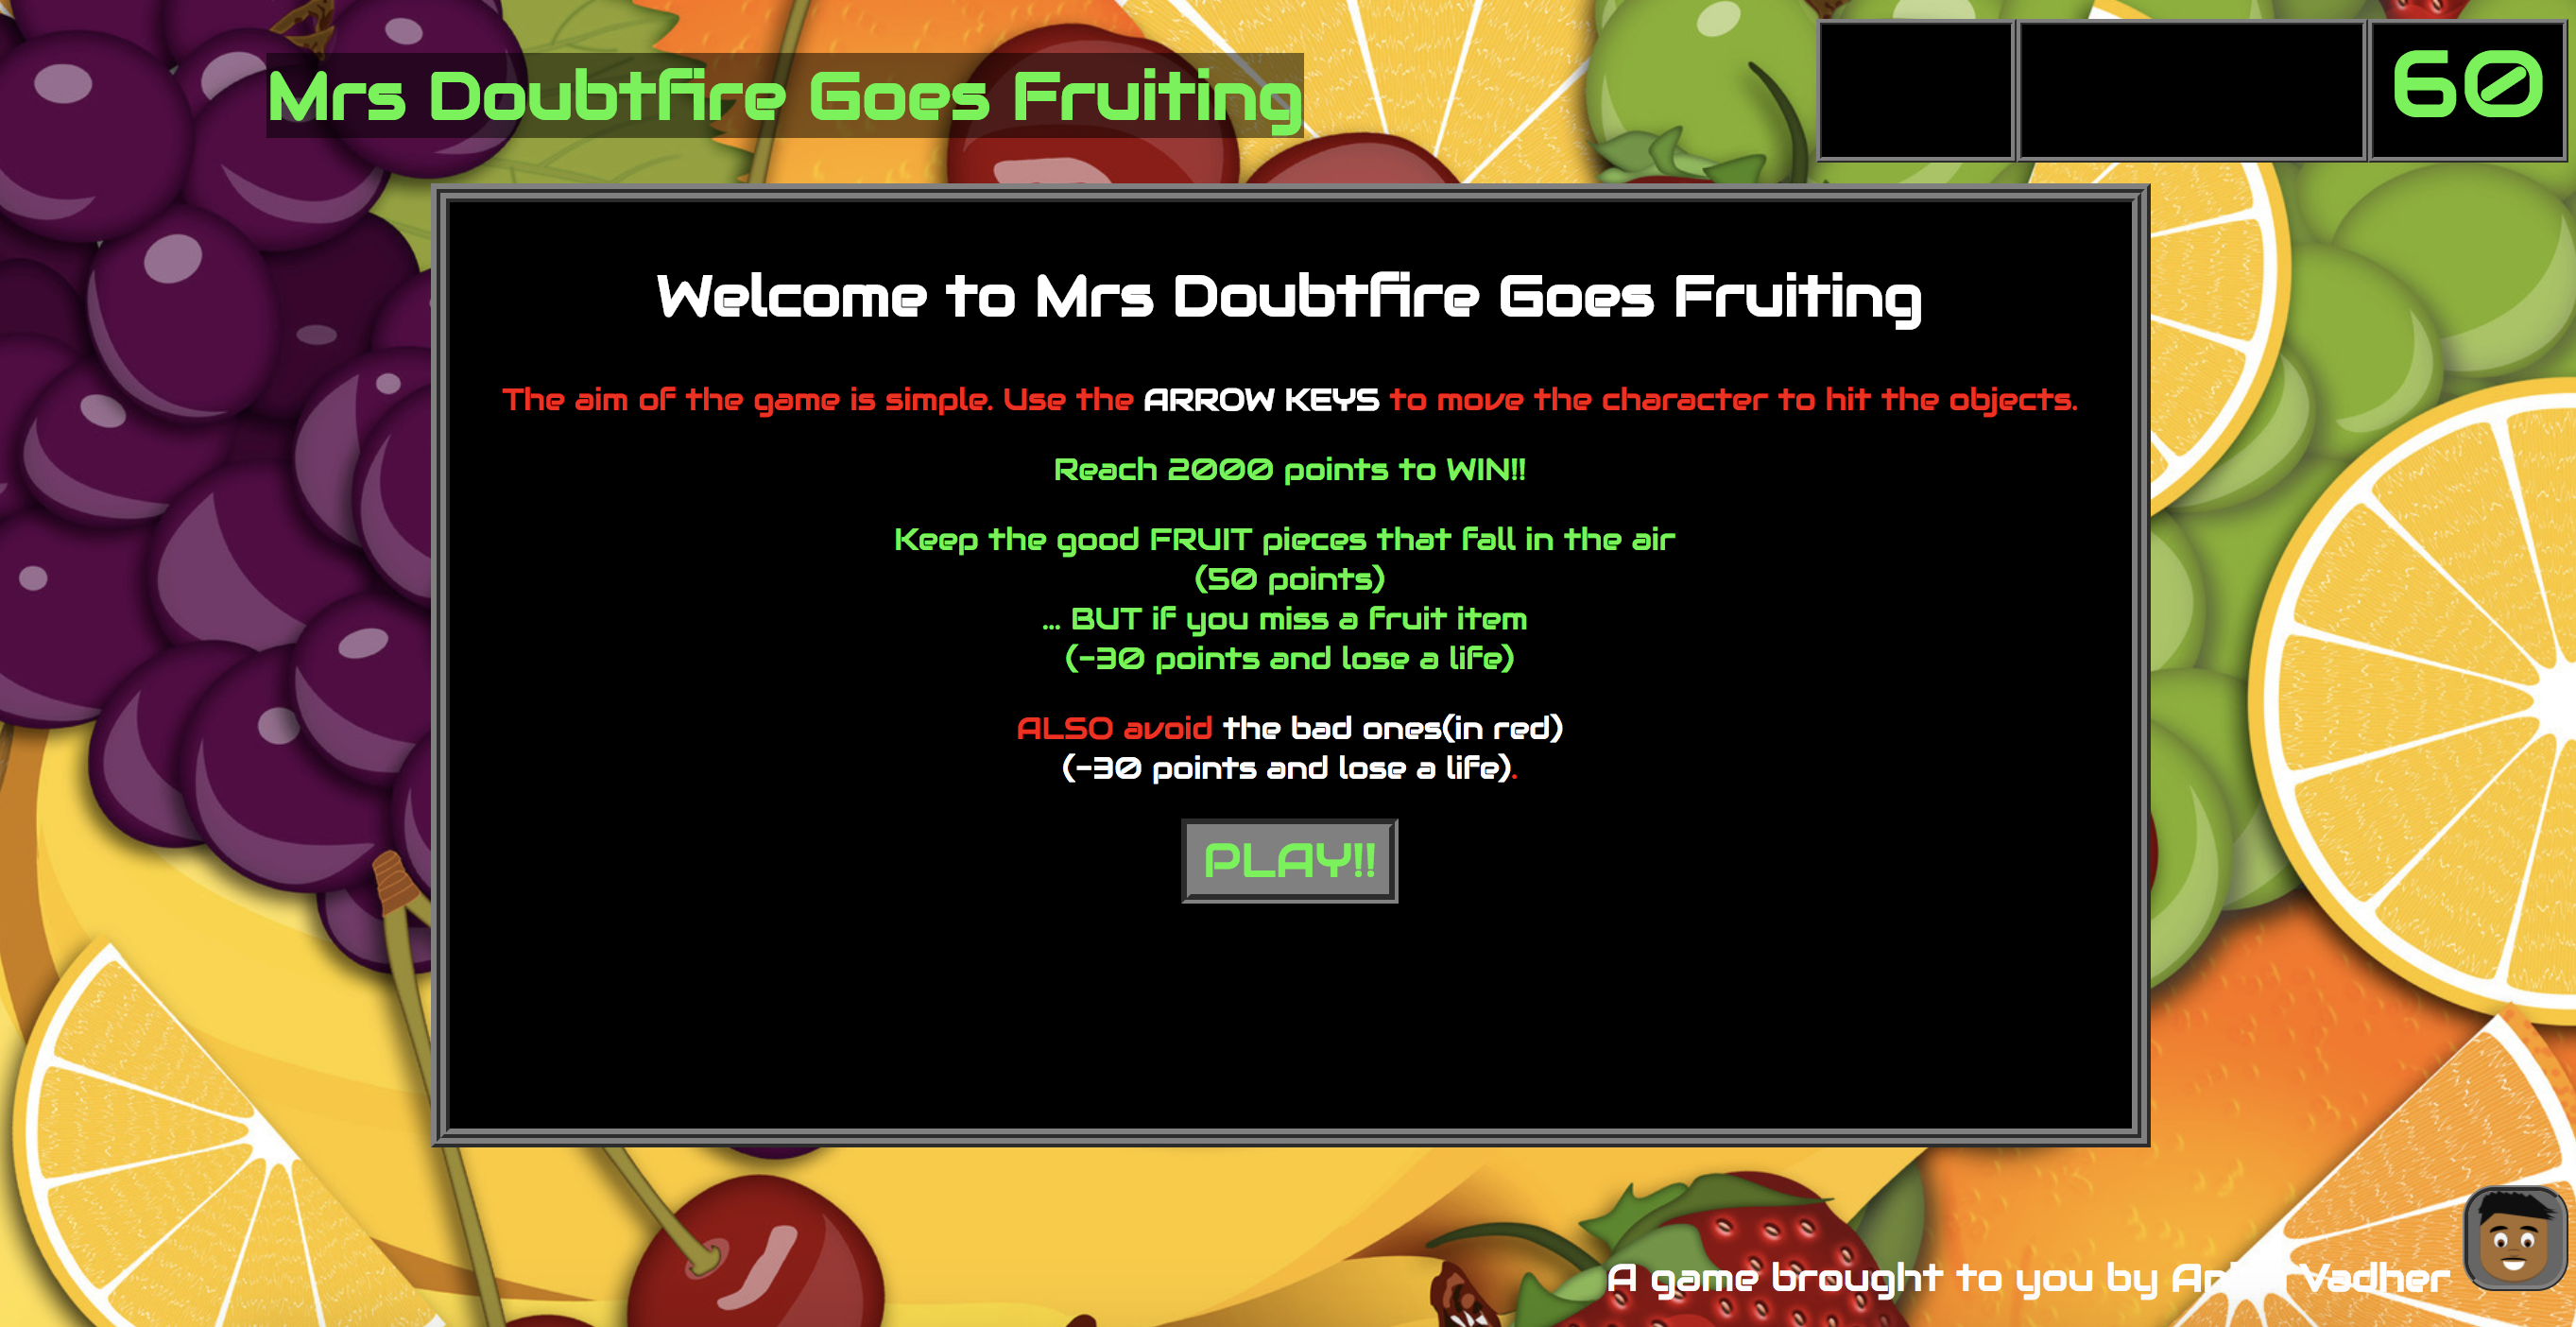 Mrs Doubtfire Goes Fruiting
60
Welcome to Mrs Doubtfire Goes Fruiting
The aim of the game is simple. Use the ARROW KEYS to move the character to hit the objects.
Reach 2000 points to WIN!!
Keep the good FRUIT pieces that fall in the air
(50 points)
... BUT if you miss a fruit item
(-30 points and lose a life)
ALSO avoid the bad ones(in red)
(-30 points and lose a life).
PLAY!!
A game brought to you by Vadher